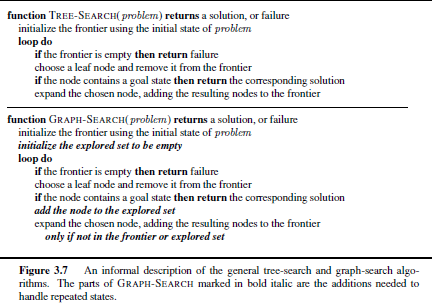 function TREE-SEARCH(problem) returns a solution, or failure
initialize the frontier using the initial state of problem
loop do
if the frontier is empty then return failure
choose a leaf node and remove it from the frontier
if the node contains a goal state then return the corresponding solution
expand the chosen node, adding the resulting nodes to the frontier
function GRAPH-SEARCH(problem) returns a solution, or failure
initialize the frontier using the initial state of problem
initialize the explored set to be empty
loop do
if the frontier is empty then return failure
choose a leaf node and remove it from the frontier
if the node contains a goal state then return the corresponding solution
add the node to the explored set
expand the chosen node, adding the resulting nodes to the frontier
only if not in the frontier or explored set
Figure 3.7 An informal description of the general tree-search and graph-search algo-
rithms. The parts of GRAPH-SEARCH marked in bold italic are the additions needed to
handle repeated states.